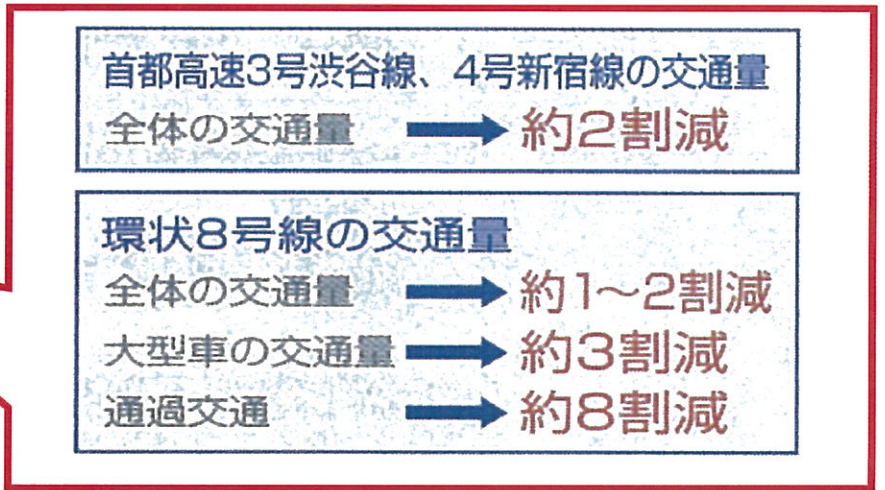 首都高速3号渋谷線、4号新宿線の交通量
全体の交通量 → 約2割減
環状8号線の交通量
全体の交通量 → 約1～2割減
大型車の交通量 → 約3割減
通過交通 → 約8割減